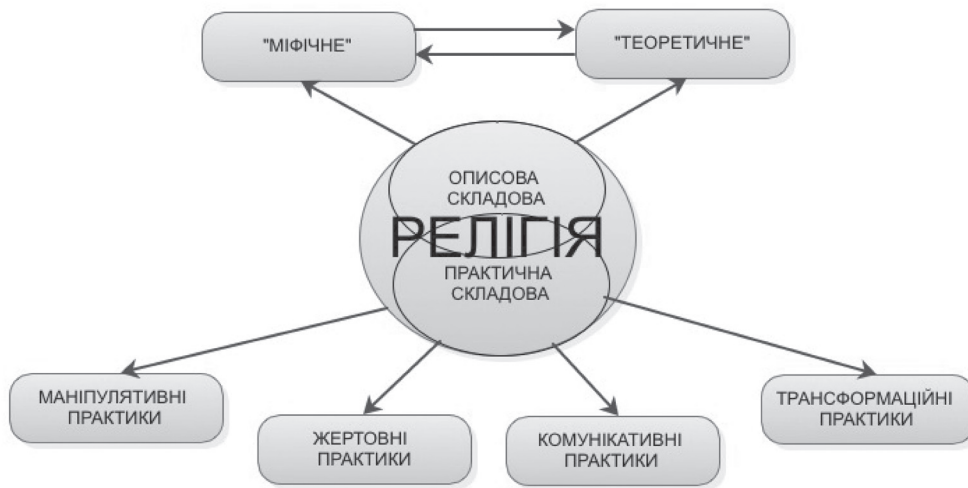 "МІФІЧНЕ"
"ТЕОРЕТИЧНЕ"
ОПИСОВА
СКЛАДОВА
РЕЛІГІЯ
ПРАКТИЧНА
СКЛАДОВА
МАНІПУЛЯТИВНІ
ПРАКТИКИ
ЖЕРТОВНІ
ПРАКТИКИ
КОМУНІКАТИВНІ
ПРАКТИКИ
ТРАНСФОРМАЦІЙНІ
ПРАКТИКИ